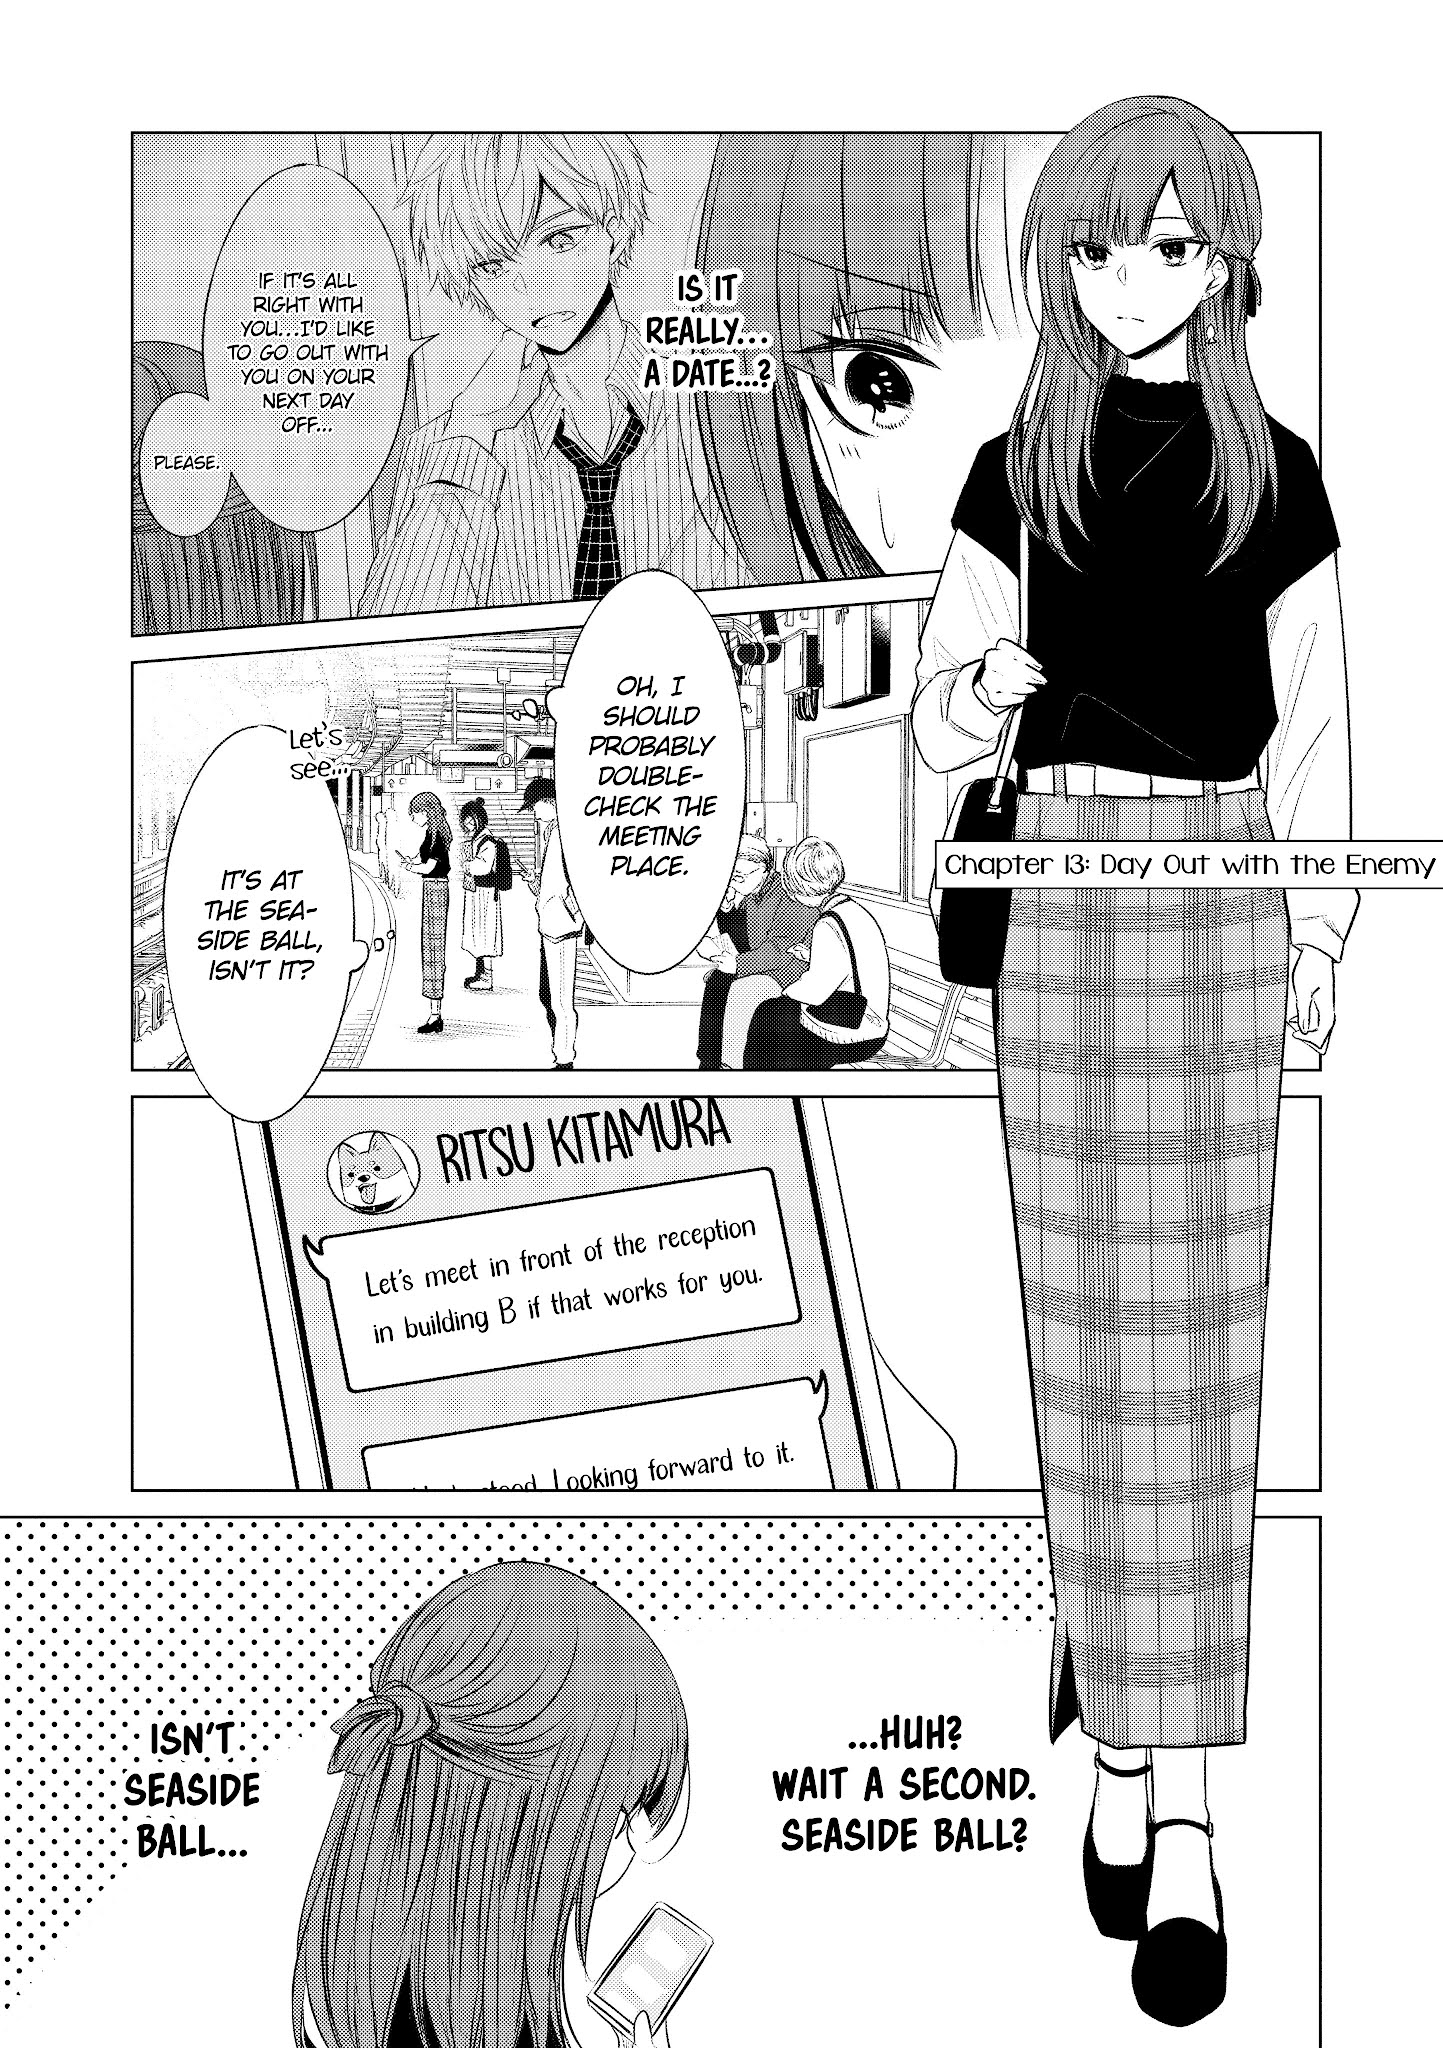 IF IT'S ALL
RIGHT WITH
YOU...I'D LIKE
TO GO OUT WITH
YOU ON YOUR
NEXT DAY
OFF...
PLEASE.
IS IT
REALLY...
A DATE...?
Chapter 13: Day Out with the Enemy
OH, I
SHOULD
PROBABLY
DOUBLE-
CHECK THE
MEETING
PLACE.
Let's
see...
IT'S AT
THE SEA-
SIDE BALL,
ISN'T IT?
RITSU KITAMURA
Let's meet in front of the reception
in building B if that works for you.
Looking forward to it.
...HUH?
WAIT A SECOND.
SEASIDE BALL?
ISN'T
SEASIDE
BALL...